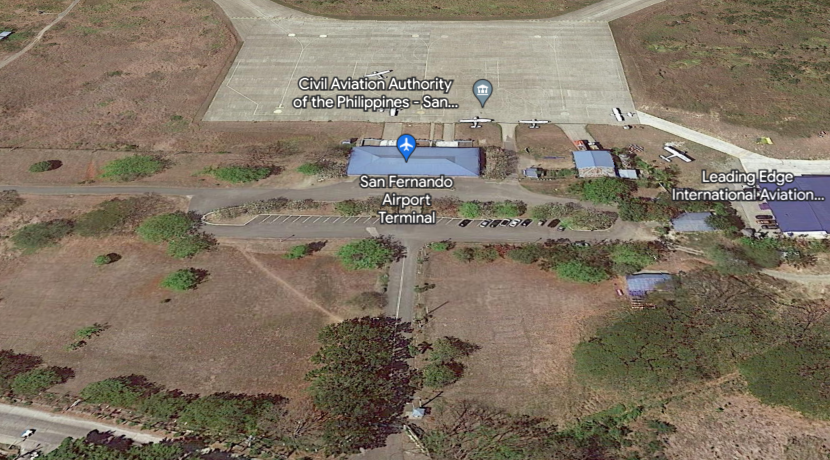 Civil Aviation Authority
of the Philippines - San...
San Fernando
Airport
Terminal
Leading Edge
International Aviation...